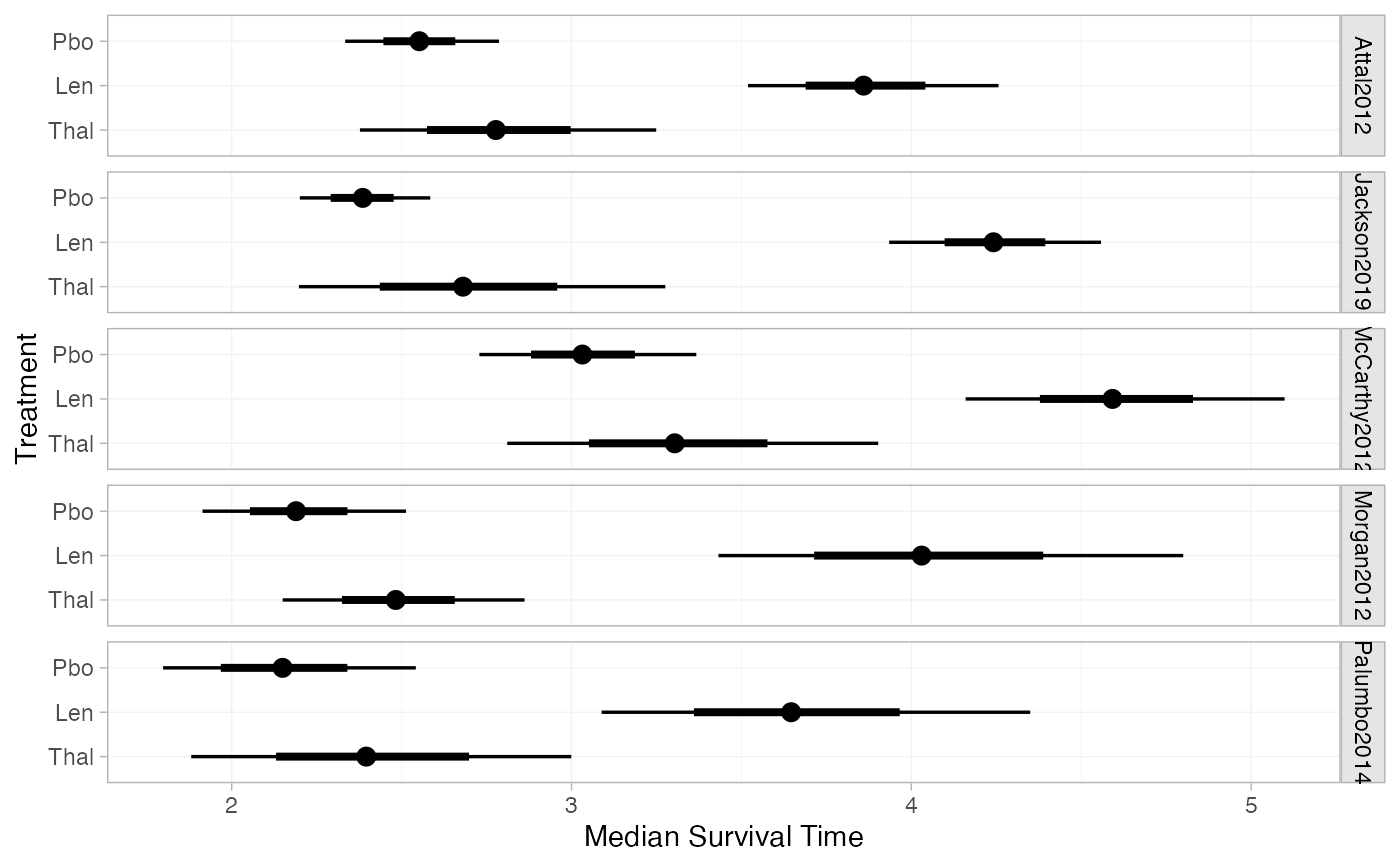 Pbo
Len
Thal
Attal2012
Pbo
Len
Thal
Jackson2019
Pbo
Len
Thal
McCarthy2012
Pbo
Len
Thal
Morgan2012
Pbo
Len
Thal
Palumbo2014
Treatment
2 3 4 5
Median Survival Time